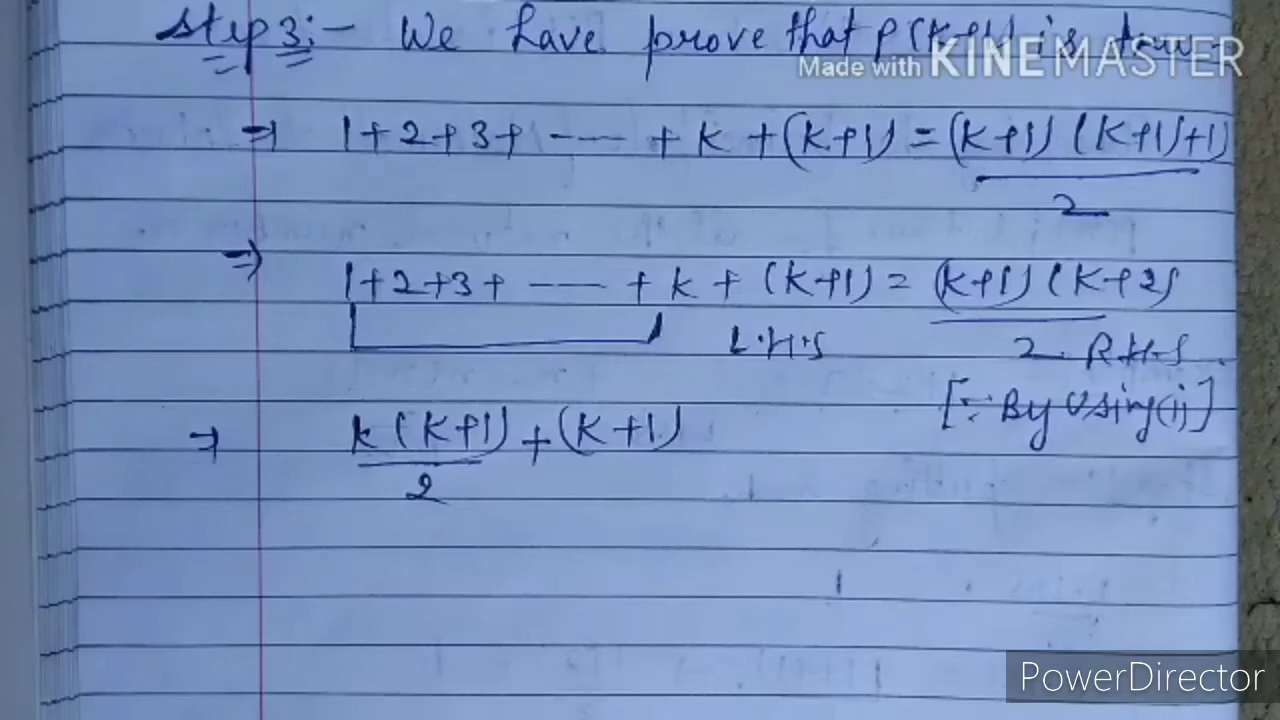 Step 3:- We have prove that P(K+1) is true.
Made with KINEMASTER
⇒ 1+2+3+ ---- + k + (k+1) = (k+1) (k+1)+1)
2
⇒ 1+2+3+ ---- + k + (k+1) = (k+1) (k+2)
L.H.S 2 R.H.S
[∵ By Using (i)]
⇒ k (k+1) + (k+1)
2
PowerDirector